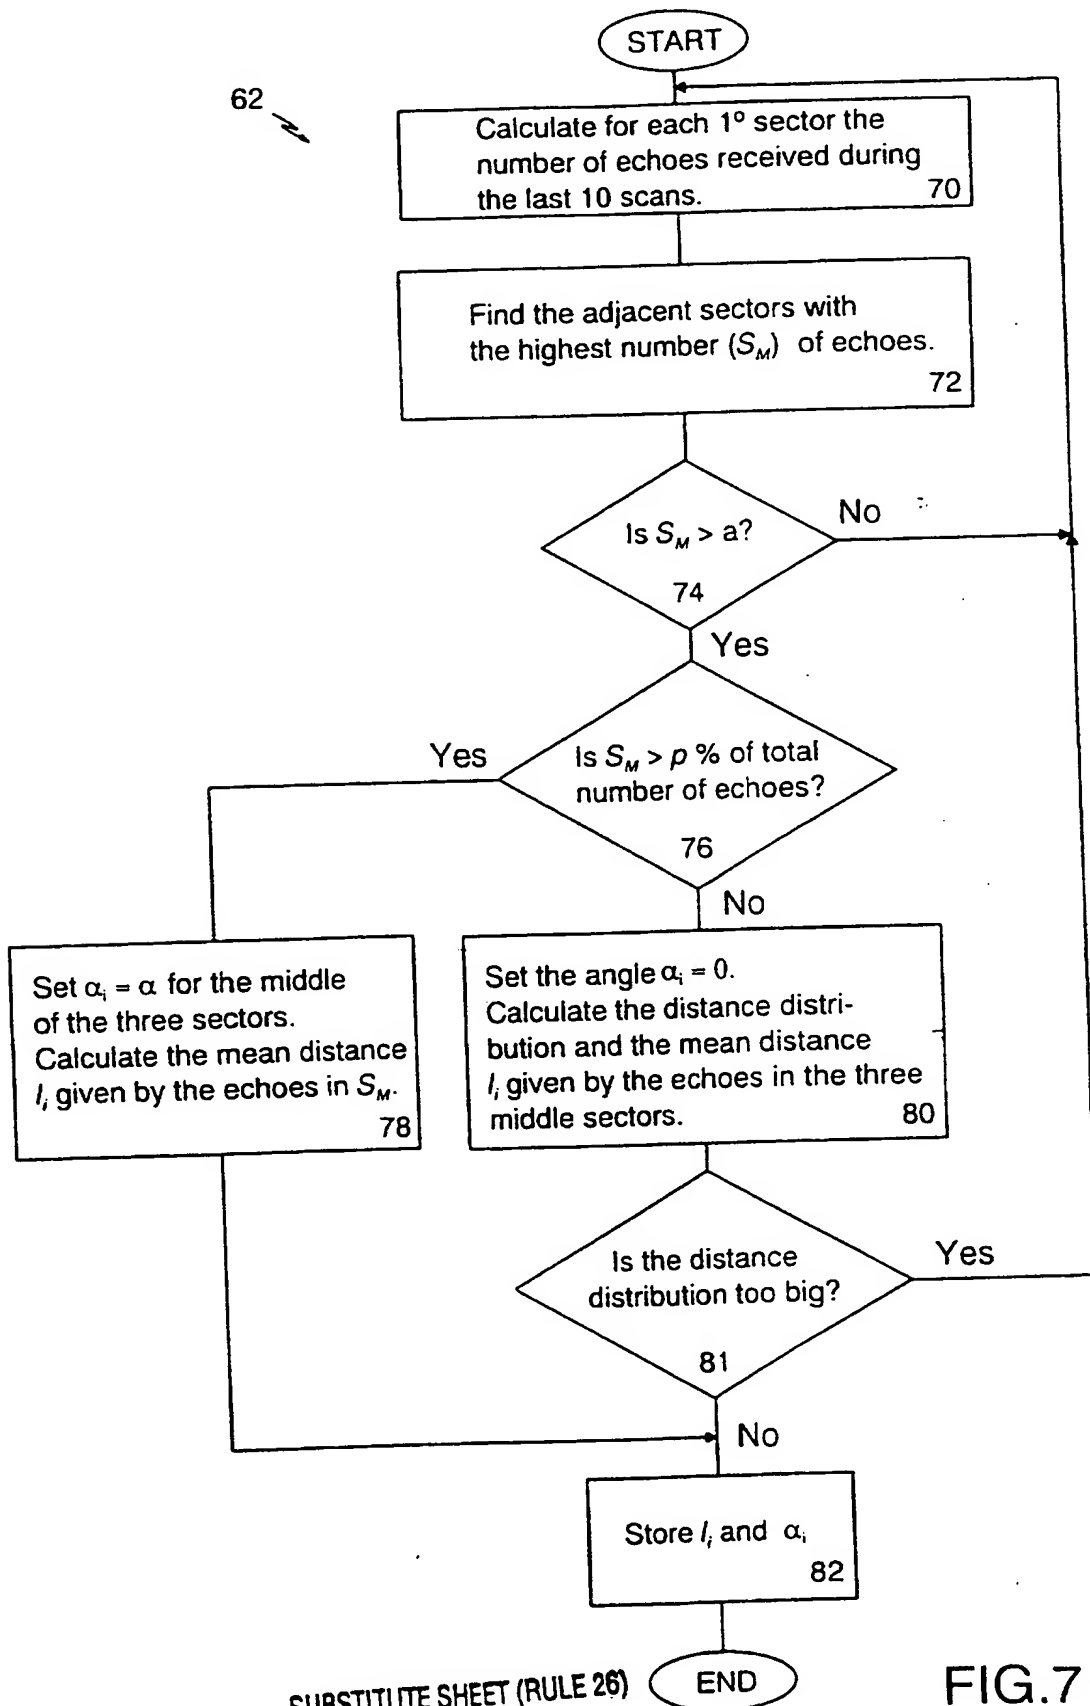 START
62
Calculate for each 1° sector the
number of echoes received during
the last 10 scans.
70
Find the adjacent sectors with
the highest number (S_M) of echoes.
72
Is S_M > a?
74
No
Yes
Is S_M > p % of total
number of echoes?
76
Yes
No
Set α_i = α for the middle
of the three sectors.
Calculate the mean distance
l_i given by the echoes in S_M.
78
Set the angle α_i = 0.
Calculate the distance distri-
bution and the mean distance
l_i given by the echoes in the three
middle sectors.
80
Is the distance
distribution too big?
81
Yes
No
Store l_i and α_i
82
END
SUBSTITUTE SHEET (RULE 26)
FIG.7